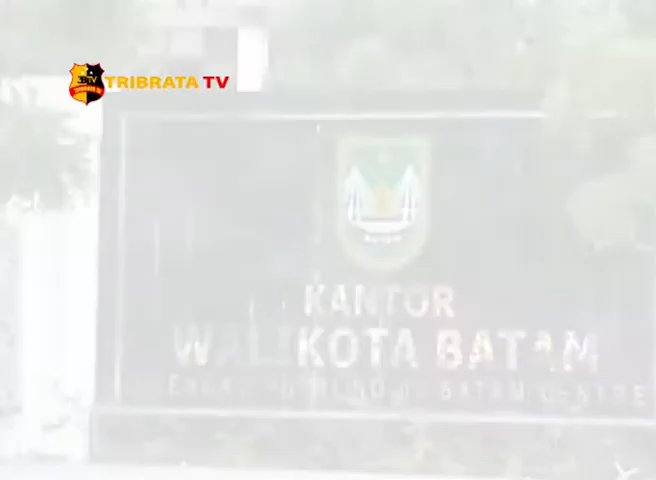 TRIBRATA TV
KANTOR
WALIKOTA BATAM
BATAM CENTRE